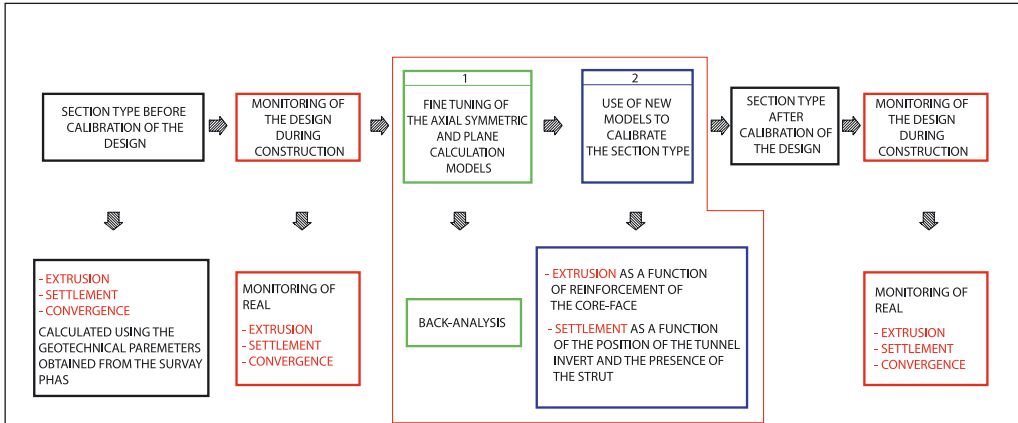 SECTION TYPE BEFORE
CALIBRATION OF THE
DESIGN
MONITORING OF
THE DESIGN
DURING
CONSTRUCTION
1
FINE TUNING OF
THE AXIAL SYMMETRIC
AND PLANE
CALCULATION
MODELS
2
USE OF NEW
MODELS TO
CALIBRATE
THE SECTION TYPE
SECTION TYPE
AFTER
CALIBRATION OF
THE DESIGN
MONITORING OF
THE DESIGN
DURING
CONSTRUCTION
- EXTRUSION
- SETTLEMENT
- CONVERGENCE
CALCULATED USING THE
GEOTECHNICAL PAREMETERS
OBTAINED FROM THE SURVAY
PHAS
MONITORING OF
REAL
- EXTRUSION
- SETTLEMENT
- CONVERGENCE
BACK-ANALYSIS
- EXTRUSION AS A FUNCTION
OF REINFORCEMENT OF
THE CORE-FACE
- SETTLEMENT AS A FUNCTION
OF THE POSITION OF THE TUNNEL
INVERT AND THE PRESENCE OF
THE STRUT
MONITORING OF
REAL
- EXTRUSION
- SETTLEMENT
- CONVERGENCE